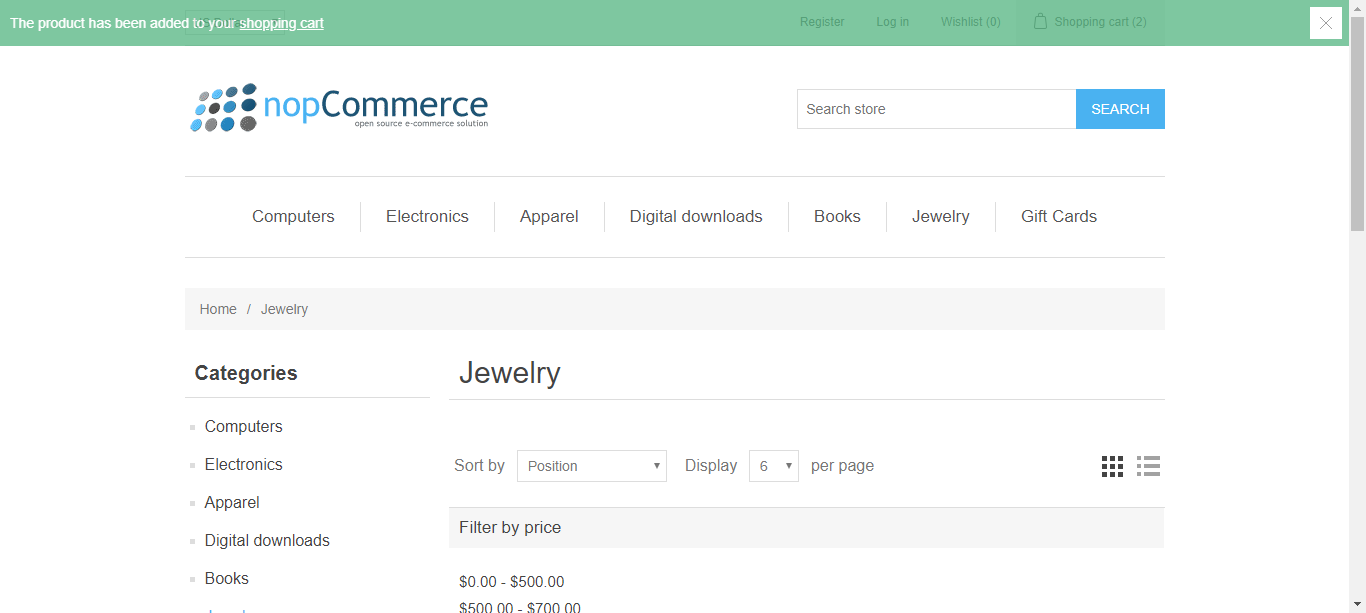 The product has been added to your shopping cart
Register Log in Wishlist (0) Shopping cart (2)
nopCommerce
open source e-commerce solution
Search store SEARCH
Computers Electronics Apparel Digital downloads Books Jewelry Gift Cards
Home / Jewelry
Categories
Computers
Electronics
Apparel
Digital downloads
Books
Jewelry
Sort by Position Display 6 per page
Filter by price
$0.00 - $500.00
$500.00 - $700.00